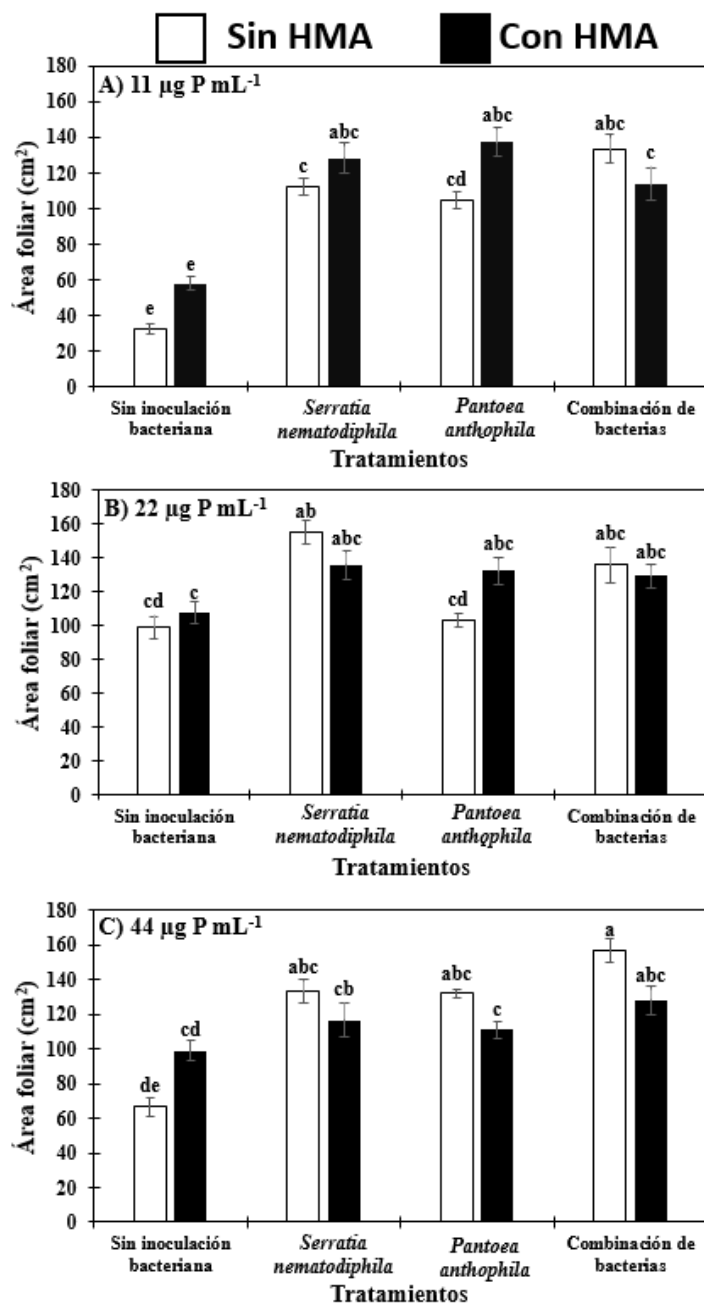 Sin HMA Con HMA
A) 11 µg P mL-1
Área foliar (cm2)
180
160
140
120
100
80
60
40
20
0
e e c abc cd abc abc c
Sin inoculación bacteriana
Serratia nematodiphila
Pantoea anthophila
Combinación de bacterias
Tratamientos
B) 22 µg P mL-1
Área foliar (cm2)
180
160
140
120
100
80
60
40
20
0
cd c ab abc cd abc abc abc
Sin inoculación bacteriana
Serratia nematodiphila
Pantoea anthophila
Combinación de bacterias
Tratamientos
C) 44 µg P mL-1
Área foliar (cm2)
180
160
140
120
100
80
60
40
20
0
de cd abc cb abc c a abc
Sin inoculación bacteriana
Serratia nematodiphila
Pantoea anthophila
Combinación de bacterias
Tratamientos